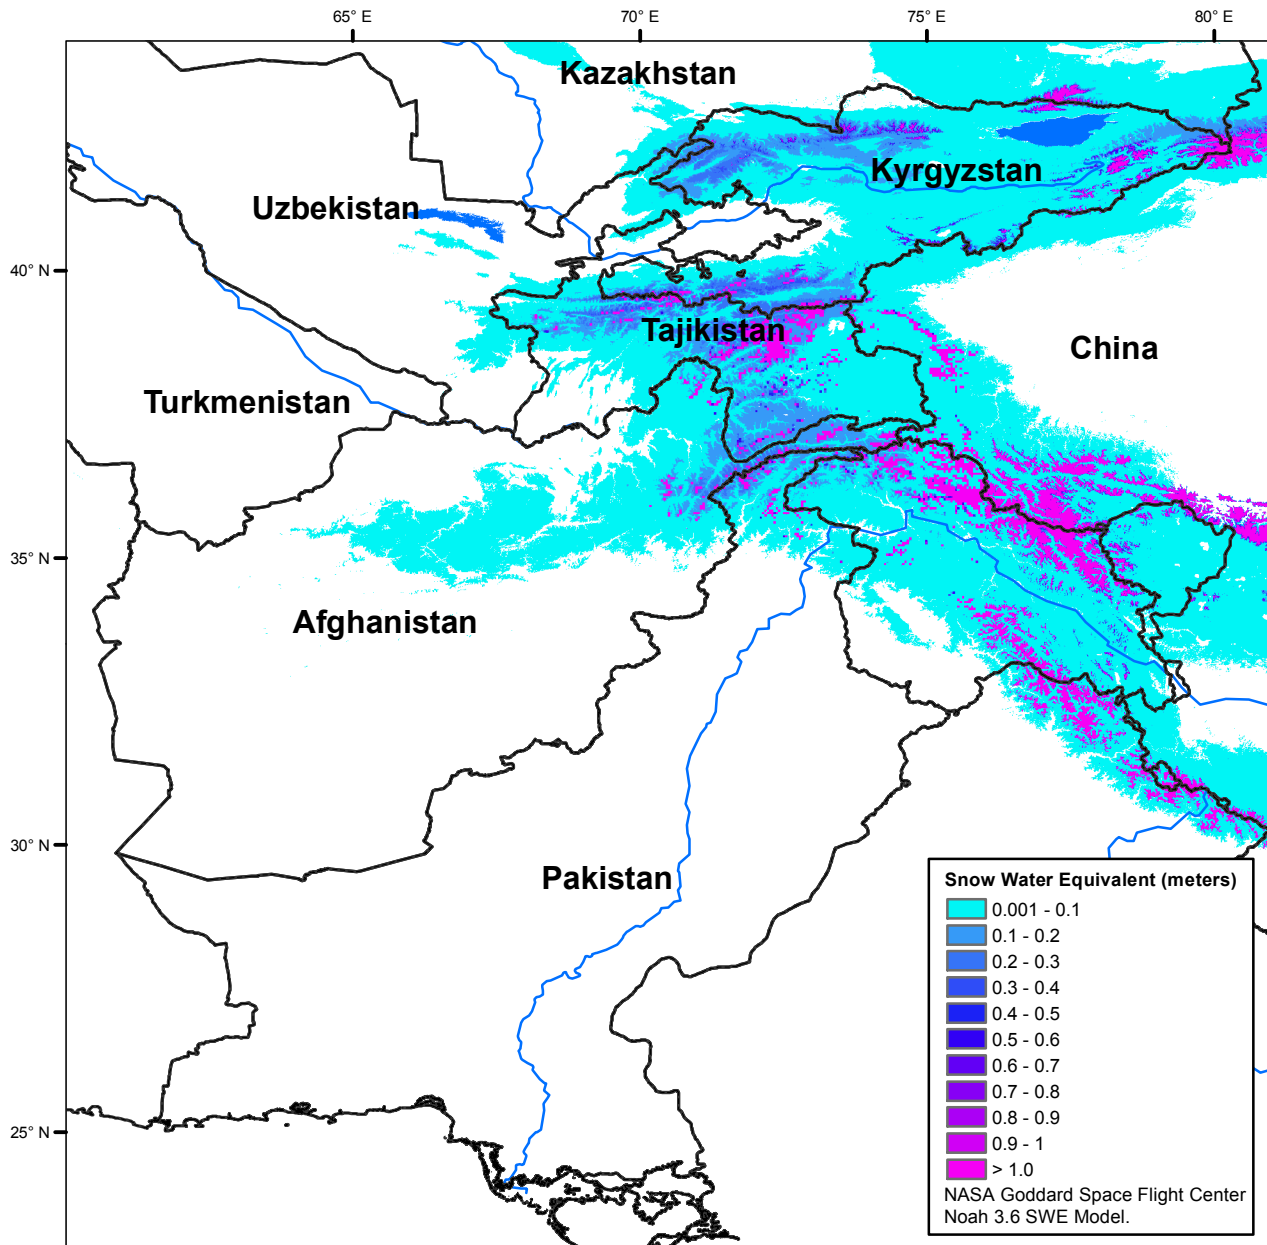 65° E 70° E 75° E 80° E
Kazakhstan
Kyrgyzstan
Uzbekistan
40° N
Tajikistan
China
Turkmenistan
35° N
Afghanistan
30° N
Pakistan
25° N
Snow Water Equivalent (meters)
0.001 - 0.1
0.1 - 0.2
0.2 - 0.3
0.3 - 0.4
0.4 - 0.5
0.5 - 0.6
0.6 - 0.7
0.7 - 0.8
0.8 - 0.9
0.9 - 1
> 1.0
NASA Goddard Space Flight Center
Noah 3.6 SWE Model.